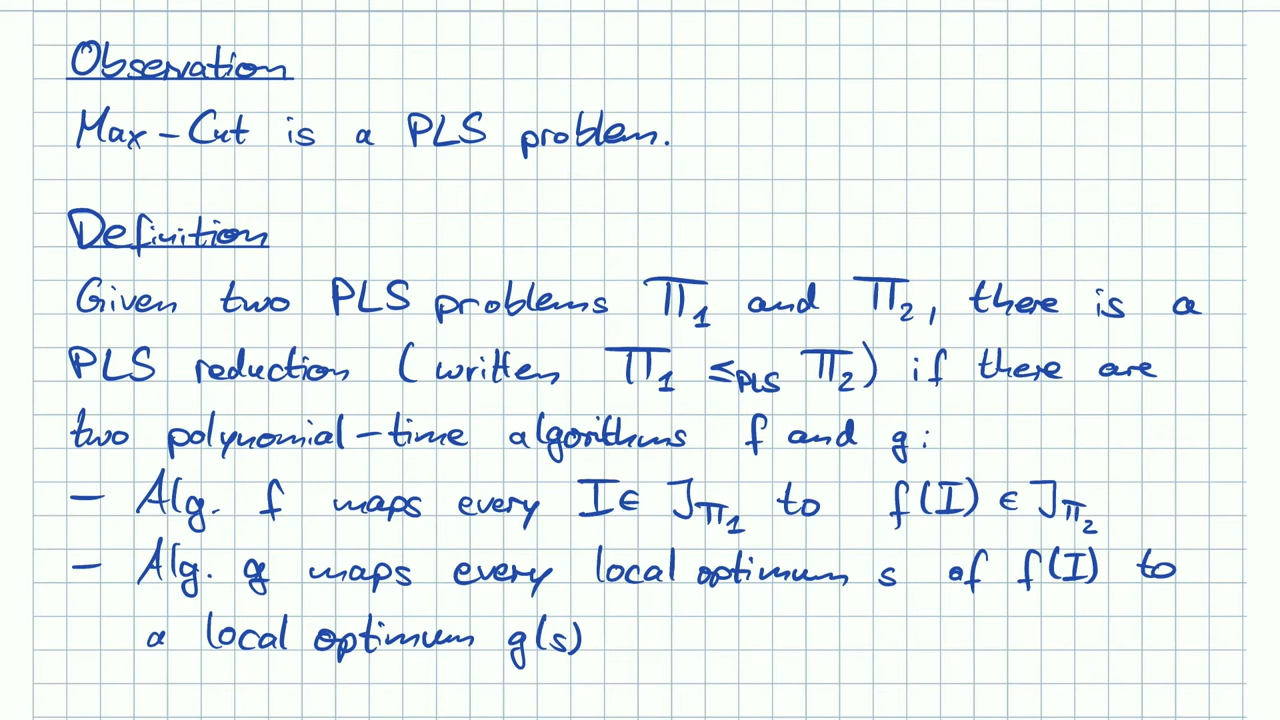 Observation
Max-Cut is a PLS problem.
Definition
Given two PLS problems Π₁ and Π₂, there is a
PLS reduction (written Π₁ ≤PLS Π₂) if there are
two polynomial-time algorithms f and g:
- Alg. f maps every I ∈ J_Π₁ to f(I) ∈ J_Π₂
- Alg. g maps every local optimum s of f(I) to
a local optimum g(s)